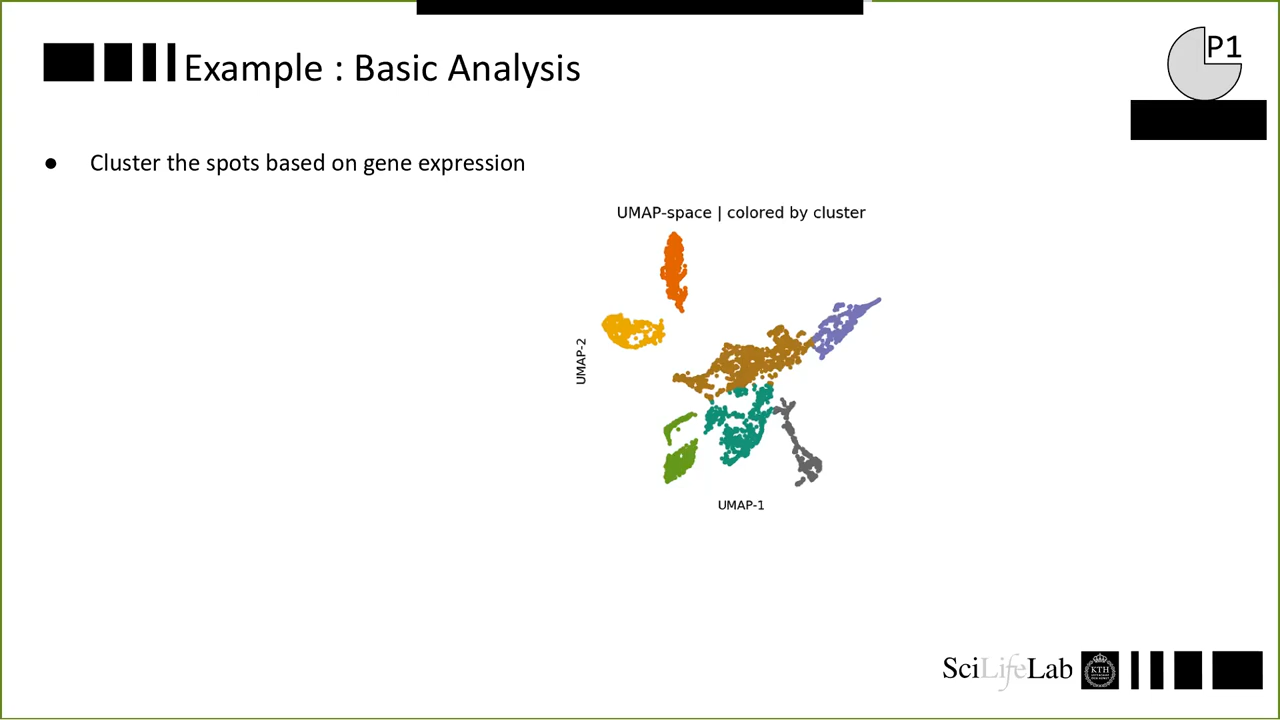 Example : Basic Analysis
P1
● Cluster the spots based on gene expression
UMAP-space | colored by cluster
UMAP-2
UMAP-1
SciLifeLab
KTH